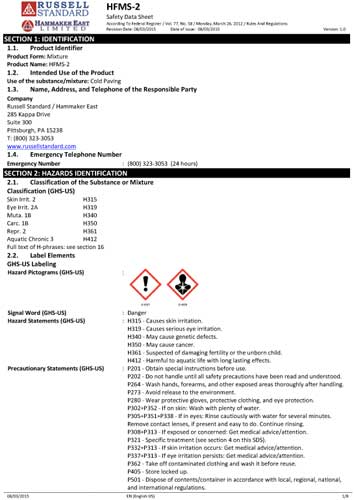 RUSSELL
STANDARD
HAMMAKER EAST
LIMITED
HFMS-2
Safety Data Sheet
According To Federal Register / Vol. 77, No. 58 / Monday, March 26, 2012 / Rules And Regulations
Revision Date: 08/03/2015 Date of issue: 08/03/2015 Version: 1.0
SECTION 1: IDENTIFICATION
1.1. Product Identifier
Product Form: Mixture
Product Name: HFMS-2
1.2. Intended Use of the Product
Use of the substance/mixture: Cold Paving
1.3. Name, Address, and Telephone of the Responsible Party
Company
Russell Standard / Hammaker East
285 Kappa Drive
Suite 300
Pittsburgh, PA 15238
T: (800) 323-3053
www.russellstandard.com
1.4. Emergency Telephone Number
Emergency Number : (800) 323-3053 (24 hours)
SECTION 2: HAZARDS IDENTIFICATION
2.1. Classification of the Substance or Mixture
Classification (GHS-US)
Skin Irrit. 2 H315
Eye Irrit. 2A H319
Muta. 1B H340
Carc. 1B H350
Repr. 2 H361
Aquatic Chronic 3 H412
Full text of H-phrases: see section 16
2.2. Label Elements
GHS-US Labeling
Hazard Pictograms (GHS-US) :
Signal Word (GHS-US) : Danger
Hazard Statements (GHS-US) : H315 - Causes skin irritation.
H319 - Causes serious eye irritation.
H340 - May cause genetic defects.
H350 - May cause cancer.
H361 - Suspected of damaging fertility or the unborn child.
H412 - Harmful to aquatic life with long lasting effects.
Precautionary Statements (GHS-US) : P201 - Obtain special instructions before use.
P202 - Do not handle until all safety precautions have been read and understood.
P264 - Wash hands, forearms, and other exposed areas thoroughly after handling.
P273 - Avoid release to the environment.
P280 - Wear protective gloves, protective clothing, and eye protection.
P302+P352 - If on skin: Wash with plenty of water.
P305+P351+P338 - If in eyes: Rinse cautiously with water for several minutes.
Remove contact lenses, if present and easy to do. Continue rinsing.
P308+P313 - If exposed or concerned: Get medical advice/attention.
P321 - Specific treatment (see section 4 on this SDS).
P332+P313 - If skin irritation occurs: Get medical advice/attention.
P337+P313 - If eye irritation persists: Get medical advice/attention.
P362 - Take off contaminated clothing and wash it before reuse.
P405 - Store locked up.
P501 - Dispose of contents/container in accordance with local, regional, national,
and international regulations.
08/03/2015 EN (English US) 1/8